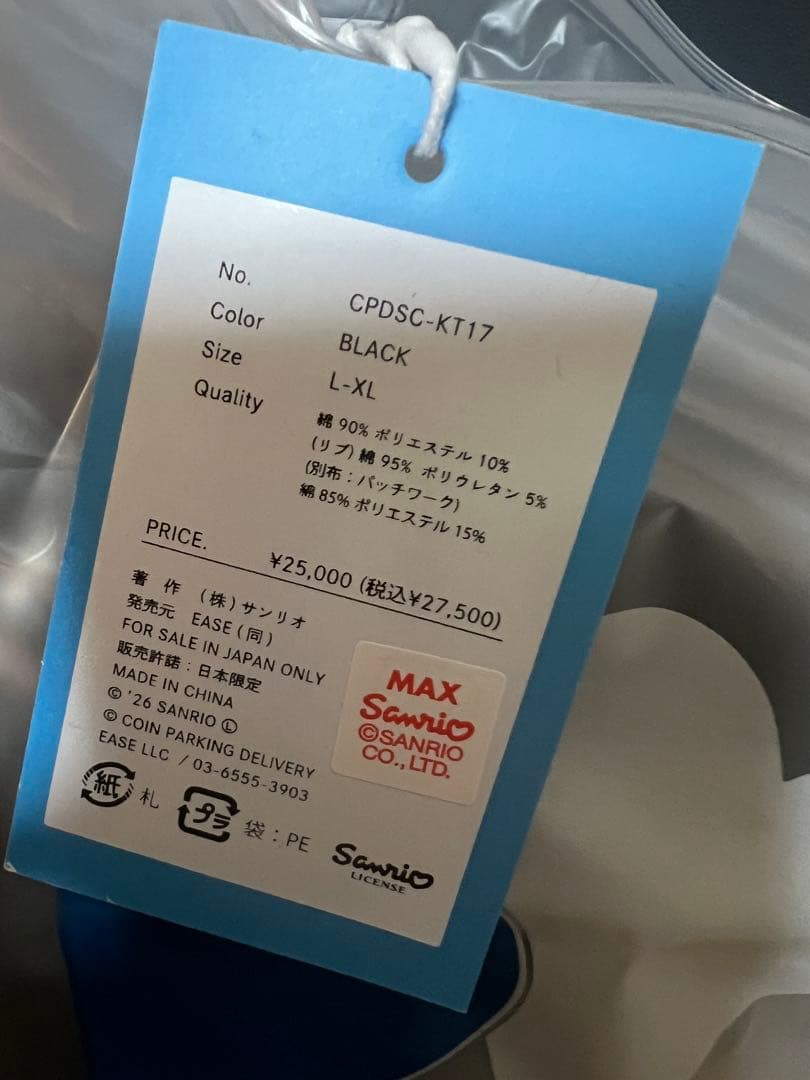 No. CPDSC-KT17
Color BLACK
Size L-XL
Quality 綿 90% ポリエステル 10%
(リブ) 綿 95% ポリウレタン 5%
(別布：パッチワーク)
綿 85% ポリエステル 15%
PRICE. ¥25,000 (税込¥27,500)
著 作 (株) サンリオ
発売元 EASE (同)
FOR SALE IN JAPAN ONLY
販売許諾：日本限定
MADE IN CHINA
© '26 SANRIO Ⓛ
© COIN PARKING DELIVERY
EASE LLC / 03-6555-3903
MAX
Sanrio
©SANRIO
CO., LTD.
紙 札 プラ 袋：PE
Sanrio
LICENSE